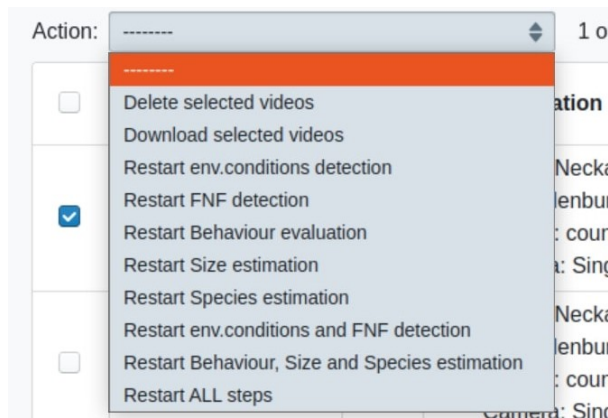 Action: -------- 1 o
--------
Delete selected videos
Download selected videos
Restart env.conditions detection
Restart FNF detection
Restart Behaviour evaluation
Restart Size estimation
Restart Species estimation
Restart env.conditions and FNF detection
Restart Behaviour, Size and Species estimation
Restart ALL steps
ation
Necka
lenbur
: coun
a: Sing
Necka
lenbur
: coun
Camera: Sing